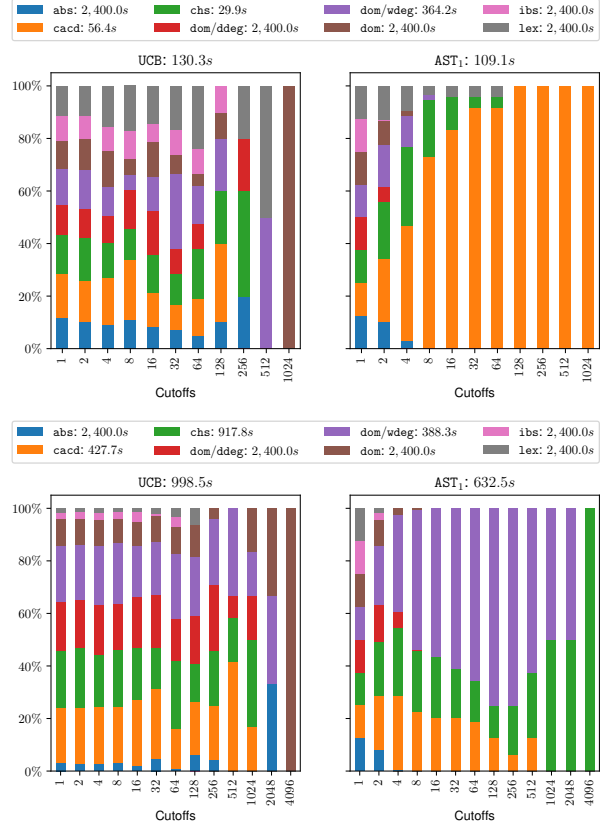 abs: 2,400.0s chs: 29.9s dom/wdeg: 364.2s ibs: 2,400.0s
cacd: 56.4s dom/ddeg: 2,400.0s dom: 2,400.0s lex: 2,400.0s
UCB: 130.3s AST₁: 109.1s
100%
80%
60%
40%
20%
0%
1 2 4 8 16 32 64 128 256 512 1024 1 2 4 8 16 32 64 128 256 512 1024
Cutoffs Cutoffs
abs: 2,400.0s chs: 917.8s dom/wdeg: 388.3s ibs: 2,400.0s
cacd: 427.7s dom/ddeg: 2,400.0s dom: 2,400.0s lex: 2,400.0s
UCB: 998.5s AST₁: 632.5s
100%
80%
60%
40%
20%
0%
1 2 4 8 16 32 64 128 256 512 1024 2048 4096 1 2 4 8 16 32 64 128 256 512 1024 2048 4096
Cutoffs Cutoffs